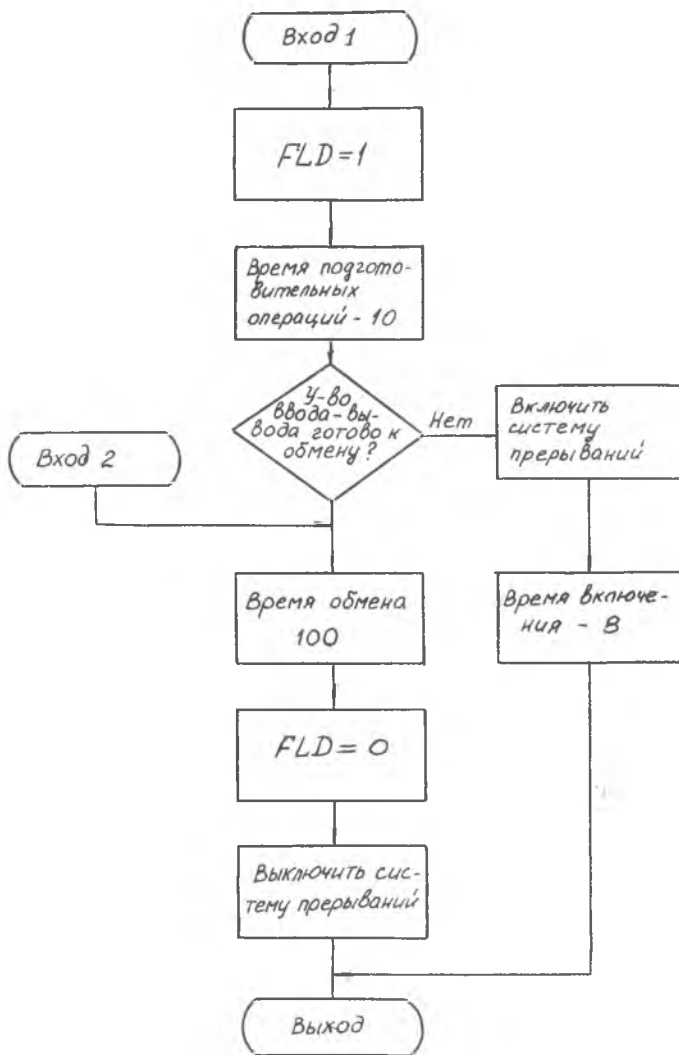 Вход 1
FLD=1
Время подгото-
вительных
операций - 10
У-во
ввода-вы-
вода готово к
обмену?
Нет
Включить
систему
прерываний
Вход 2
Время обмена
100
Время включе-
ния - 8
FLD= 0
Выключить сис-
тему прерываний
Выход